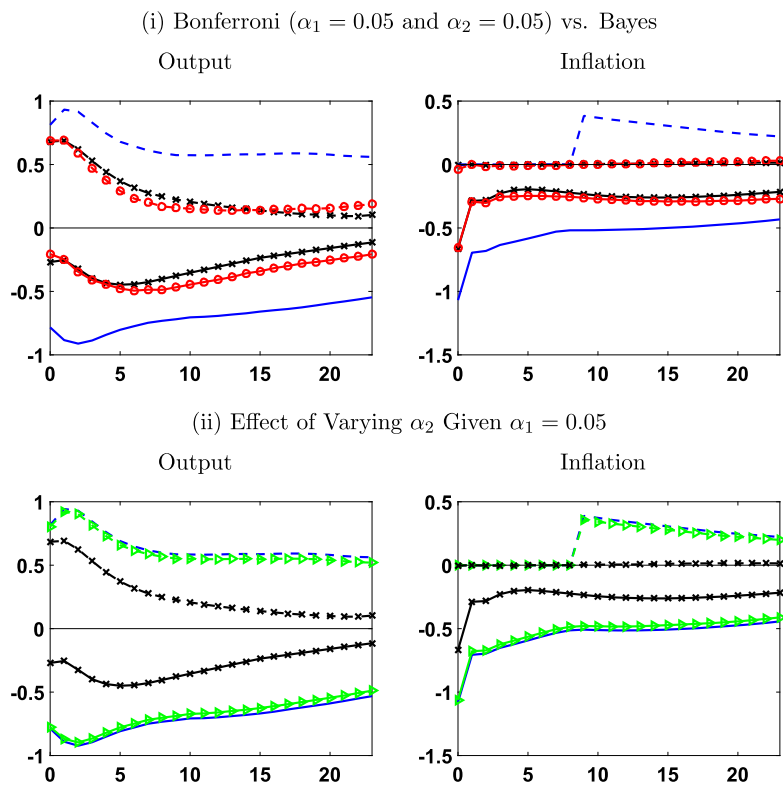 (i) Bonferroni (α₁ = 0.05 and α₂ = 0.05) vs. Bayes
Output
Inflation
1
0.5
0
-0.5
-1
0 5 10 15 20
0.5
0
-0.5
-1
-1.5
0 5 10 15 20
(ii) Effect of Varying α₂ Given α₁ = 0.05
Output
Inflation
1
0.5
0
-0.5
-1
0 5 10 15 20
0.5
0
-0.5
-1
-1.5
0 5 10 15 20